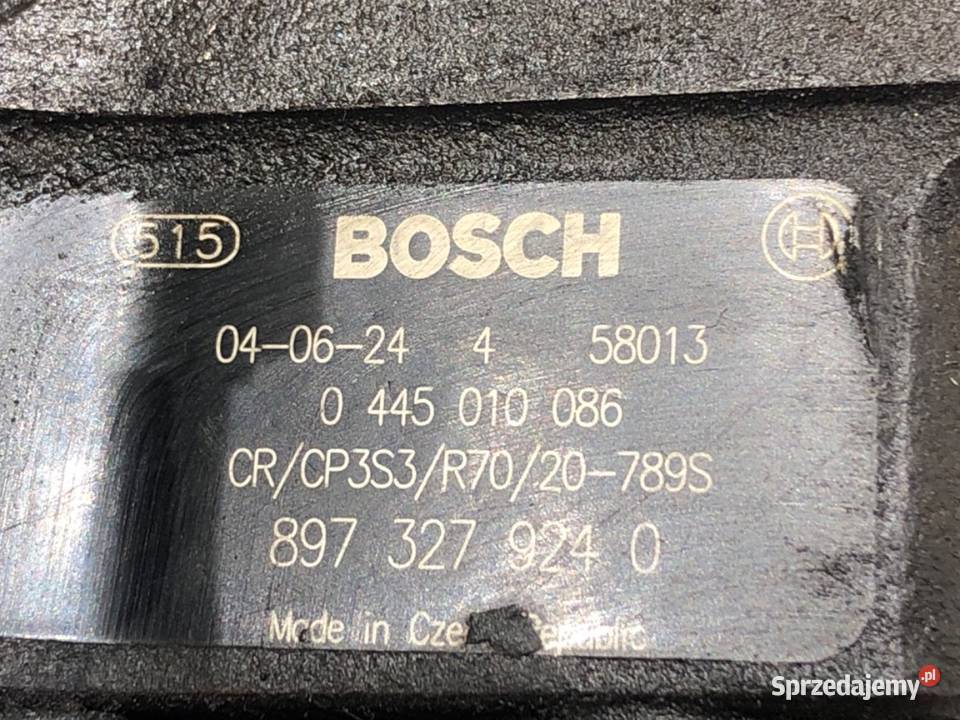 515 BOSCH
04-06-24 4 58013
0 445 010 086
CR/CP3S3/R70/20-789S
897 327 924 0
Made in
Sprzedajemy.pl